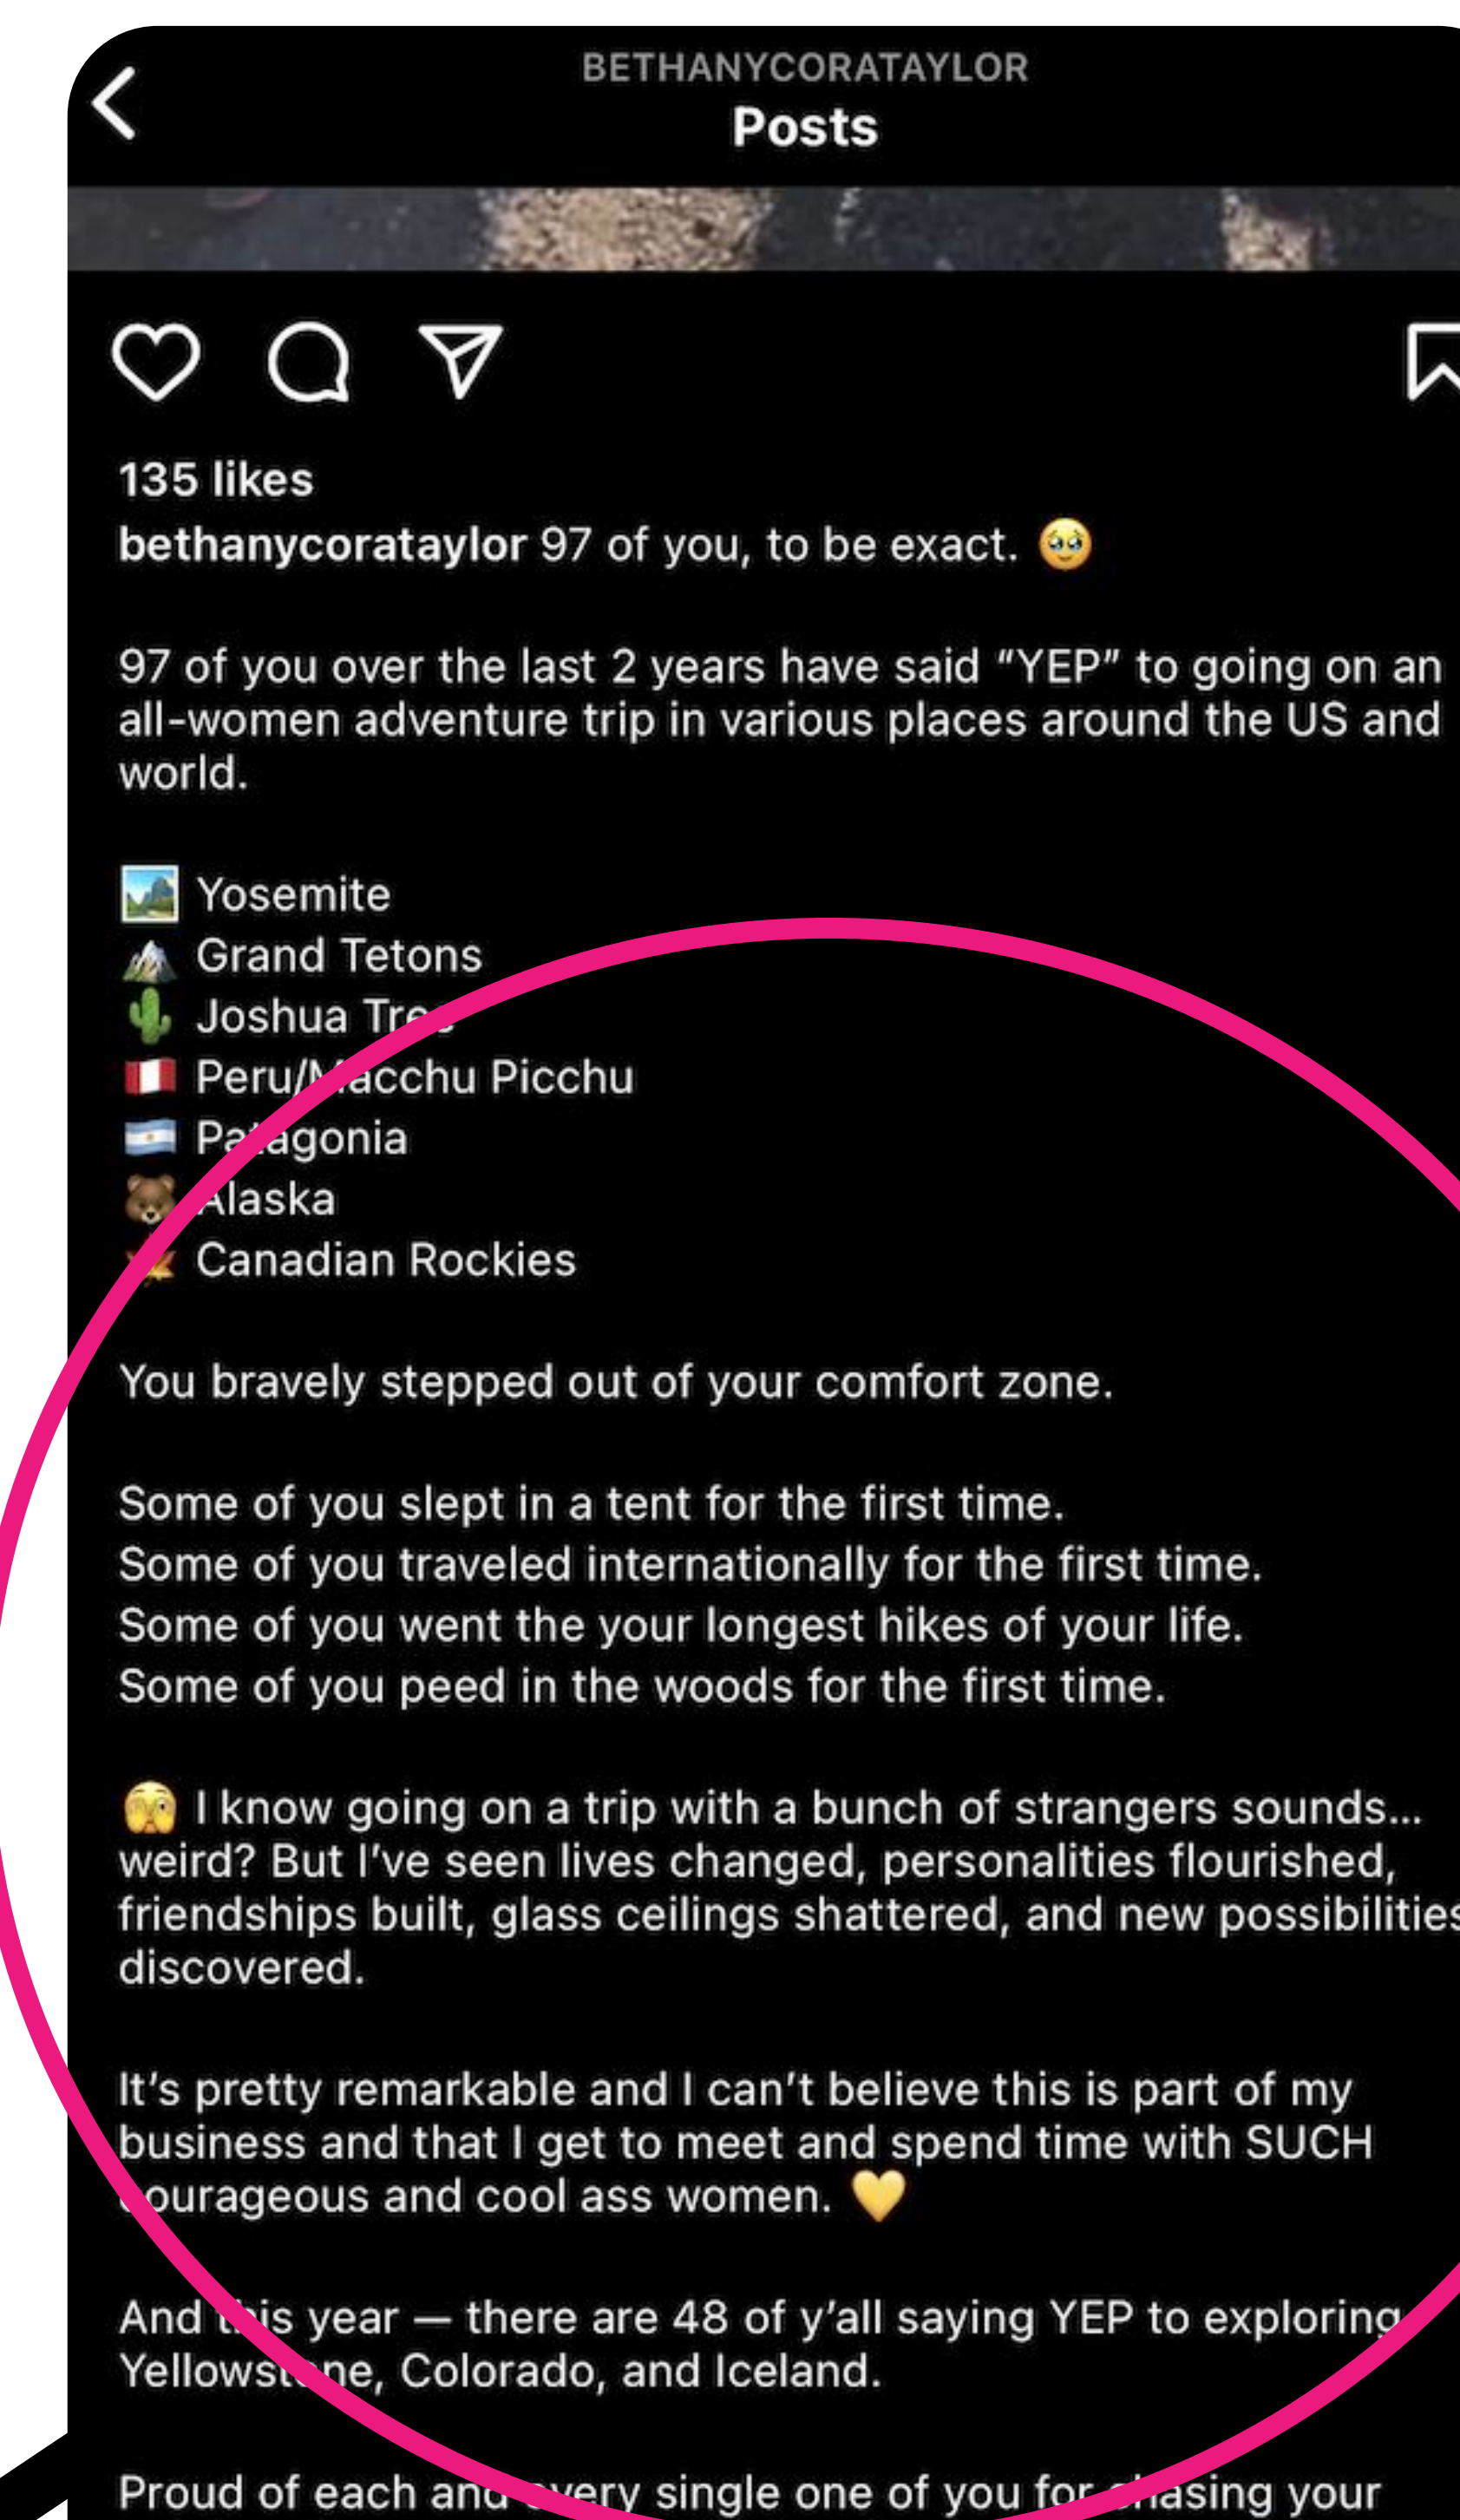 BETHANYCORATAYLOR
Posts
135 likes
bethanycorataylor 97 of you, to be exact. 🥹
97 of you over the last 2 years have said “YEP” to going on an
all-women adventure trip in various places around the US and
world.
🏞️ Yosemite
⛰️ Grand Tetons
🌵 Joshua Tree
🇵🇪 Peru/Macchu Picchu
🇦🇷 Patagonia
🐻 Alaska
🍁 Canadian Rockies
You bravely stepped out of your comfort zone.
Some of you slept in a tent for the first time.
Some of you traveled internationally for the first time.
Some of you went the your longest hikes of your life.
Some of you peed in the woods for the first time.
🫣 I know going on a trip with a bunch of strangers sounds...
weird? But I’ve seen lives changed, personalities flourished,
friendships built, glass ceilings shattered, and new possibilities
discovered.
It’s pretty remarkable and I can’t believe this is part of my
business and that I get to meet and spend time with SUCH
courageous and cool ass women. 💛
And this year — there are 48 of y’all saying YEP to exploring
Yellowstone, Colorado, and Iceland.
Proud of each and every single one of you for chasing your